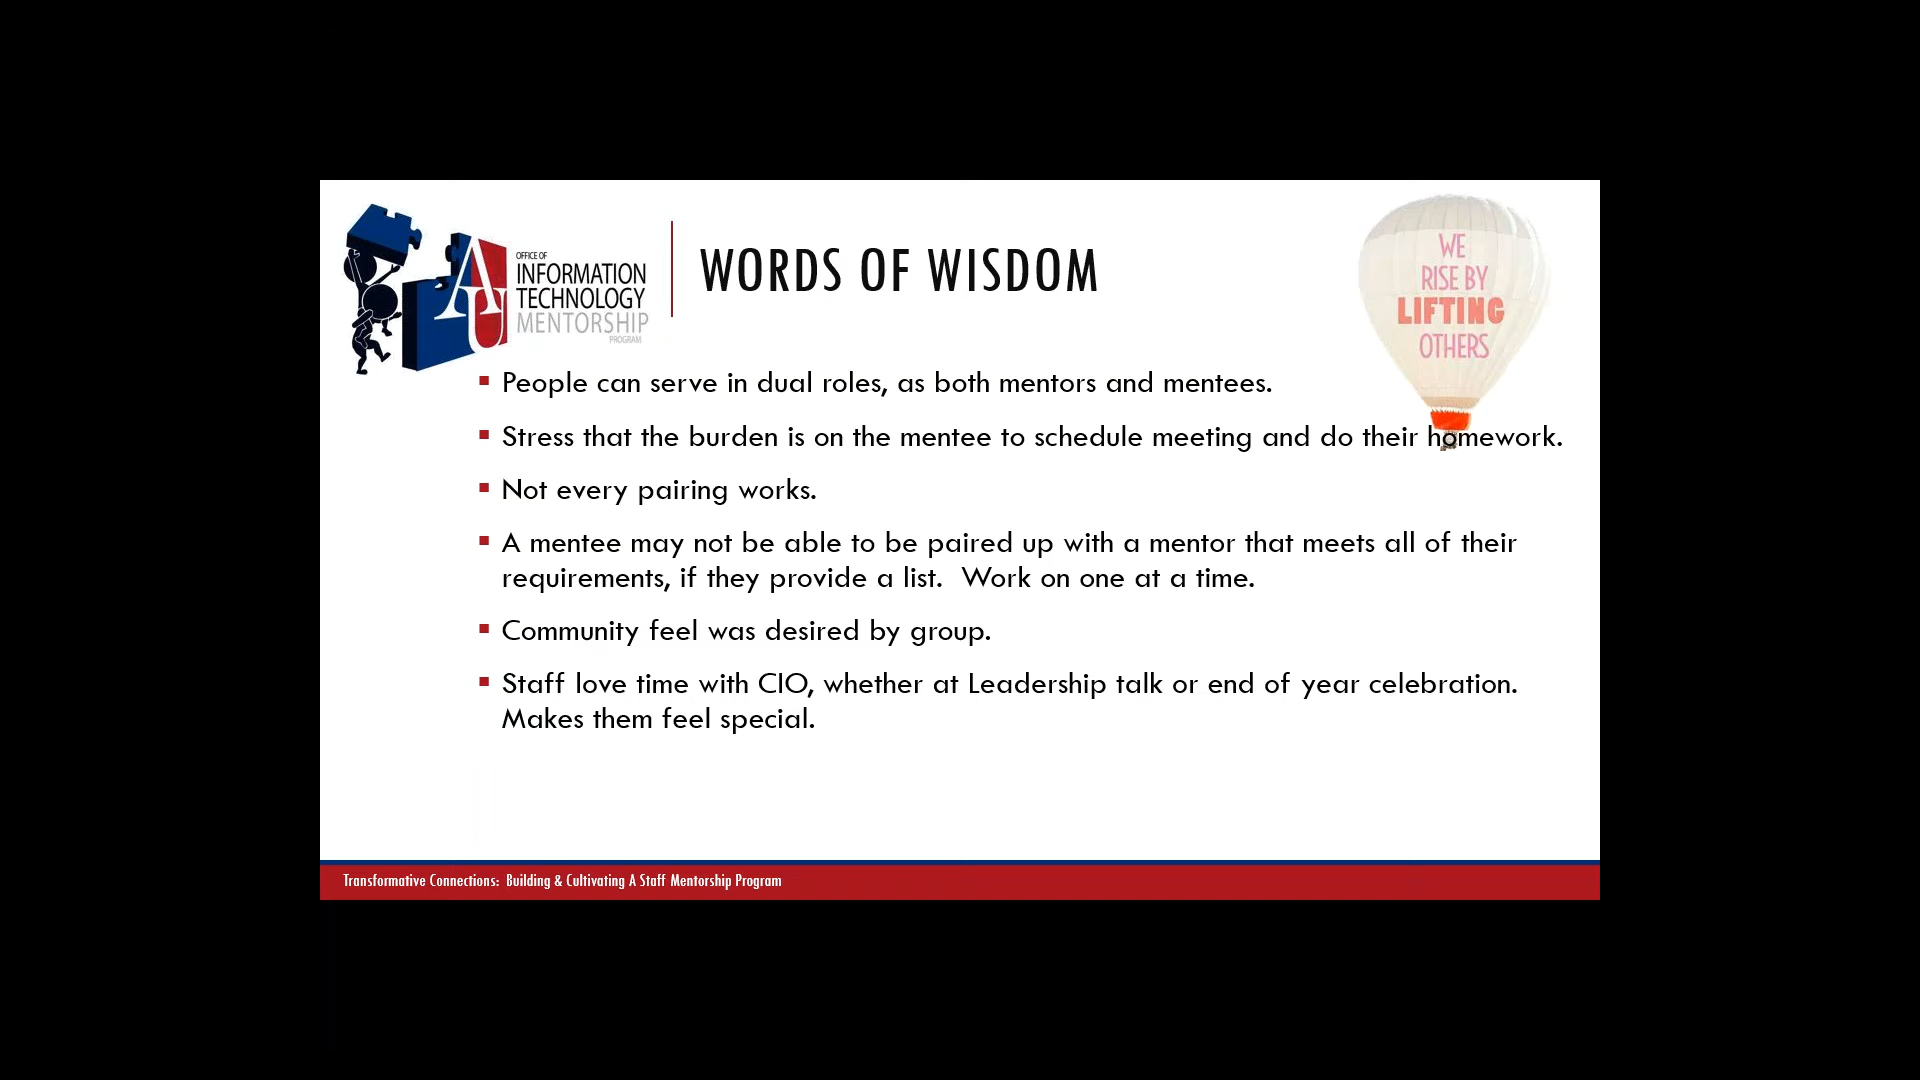 OFFICE OF
INFORMATION
TECHNOLOGY
MENTORSHIP
PROGRAM
AU
WORDS OF WISDOM
WE
RISE BY
LIFTING
OTHERS
▪ People can serve in dual roles, as both mentors and mentees.
▪ Stress that the burden is on the mentee to schedule meeting and do their homework.
▪ Not every pairing works.
▪ A mentee may not be able to be paired up with a mentor that meets all of their
requirements, if they provide a list.  Work on one at a time.
▪ Community feel was desired by group.
▪ Staff love time with CIO, whether at Leadership talk or end of year celebration.
Makes them feel special.
Transformative Connections:  Building & Cultivating A Staff Mentorship Program